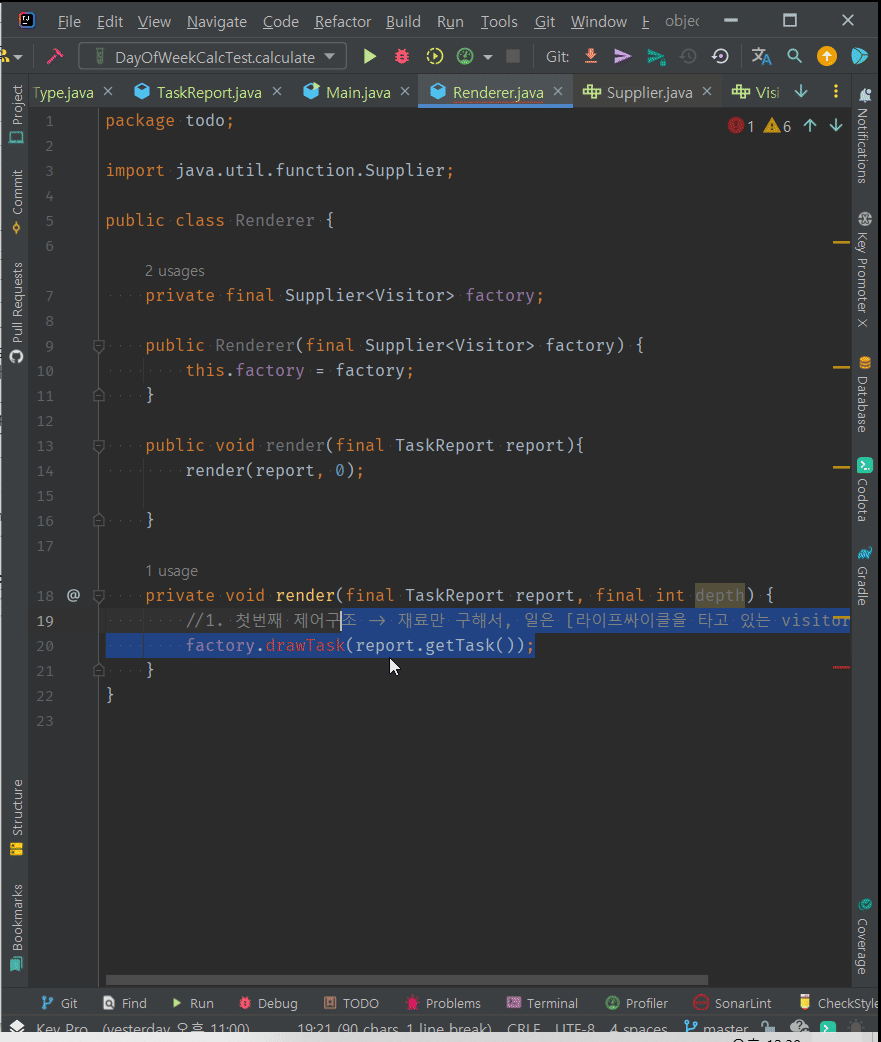 File Edit View Navigate Code Refactor Build Run Tools Git Window
DayOfWeekCalcTest.calculate Git:
Type.java TaskReport.java Main.java Renderer.java Supplier.java Visi
1 package todo; 1 6
2
3 import java.util.function.Supplier;
4
5 public class Renderer {
6
2 usages
7 private final Supplier<Visitor> factory;
8
9 public Renderer(final Supplier<Visitor> factory) {
10 this.factory = factory;
11 }
12
13 public void render(final TaskReport report){
14 render(report, 0);
15
16 }
17
1 usage
18 @ private void render(final TaskReport report, final int depth) {
19 //1. 첫번째 제어구조 -> 재료만 구해서, 일은 [라이프싸이클을 타고 있는 visito
20 factory.drawTask(report.getTask());
21 }
22 }
23
Project
Commit
Pull Requests
Structure
Bookmarks
Notifications
Key Promoter X
Database
Codota
Gradle
Coverage
Git Find Run Debug TODO Problems Terminal Profiler SonarLint CheckStyle
Key Pro.. (yesterday 오후 11:00) 19:21 (90 chars, 1 line break) CRLF UTF-8 4 spaces master